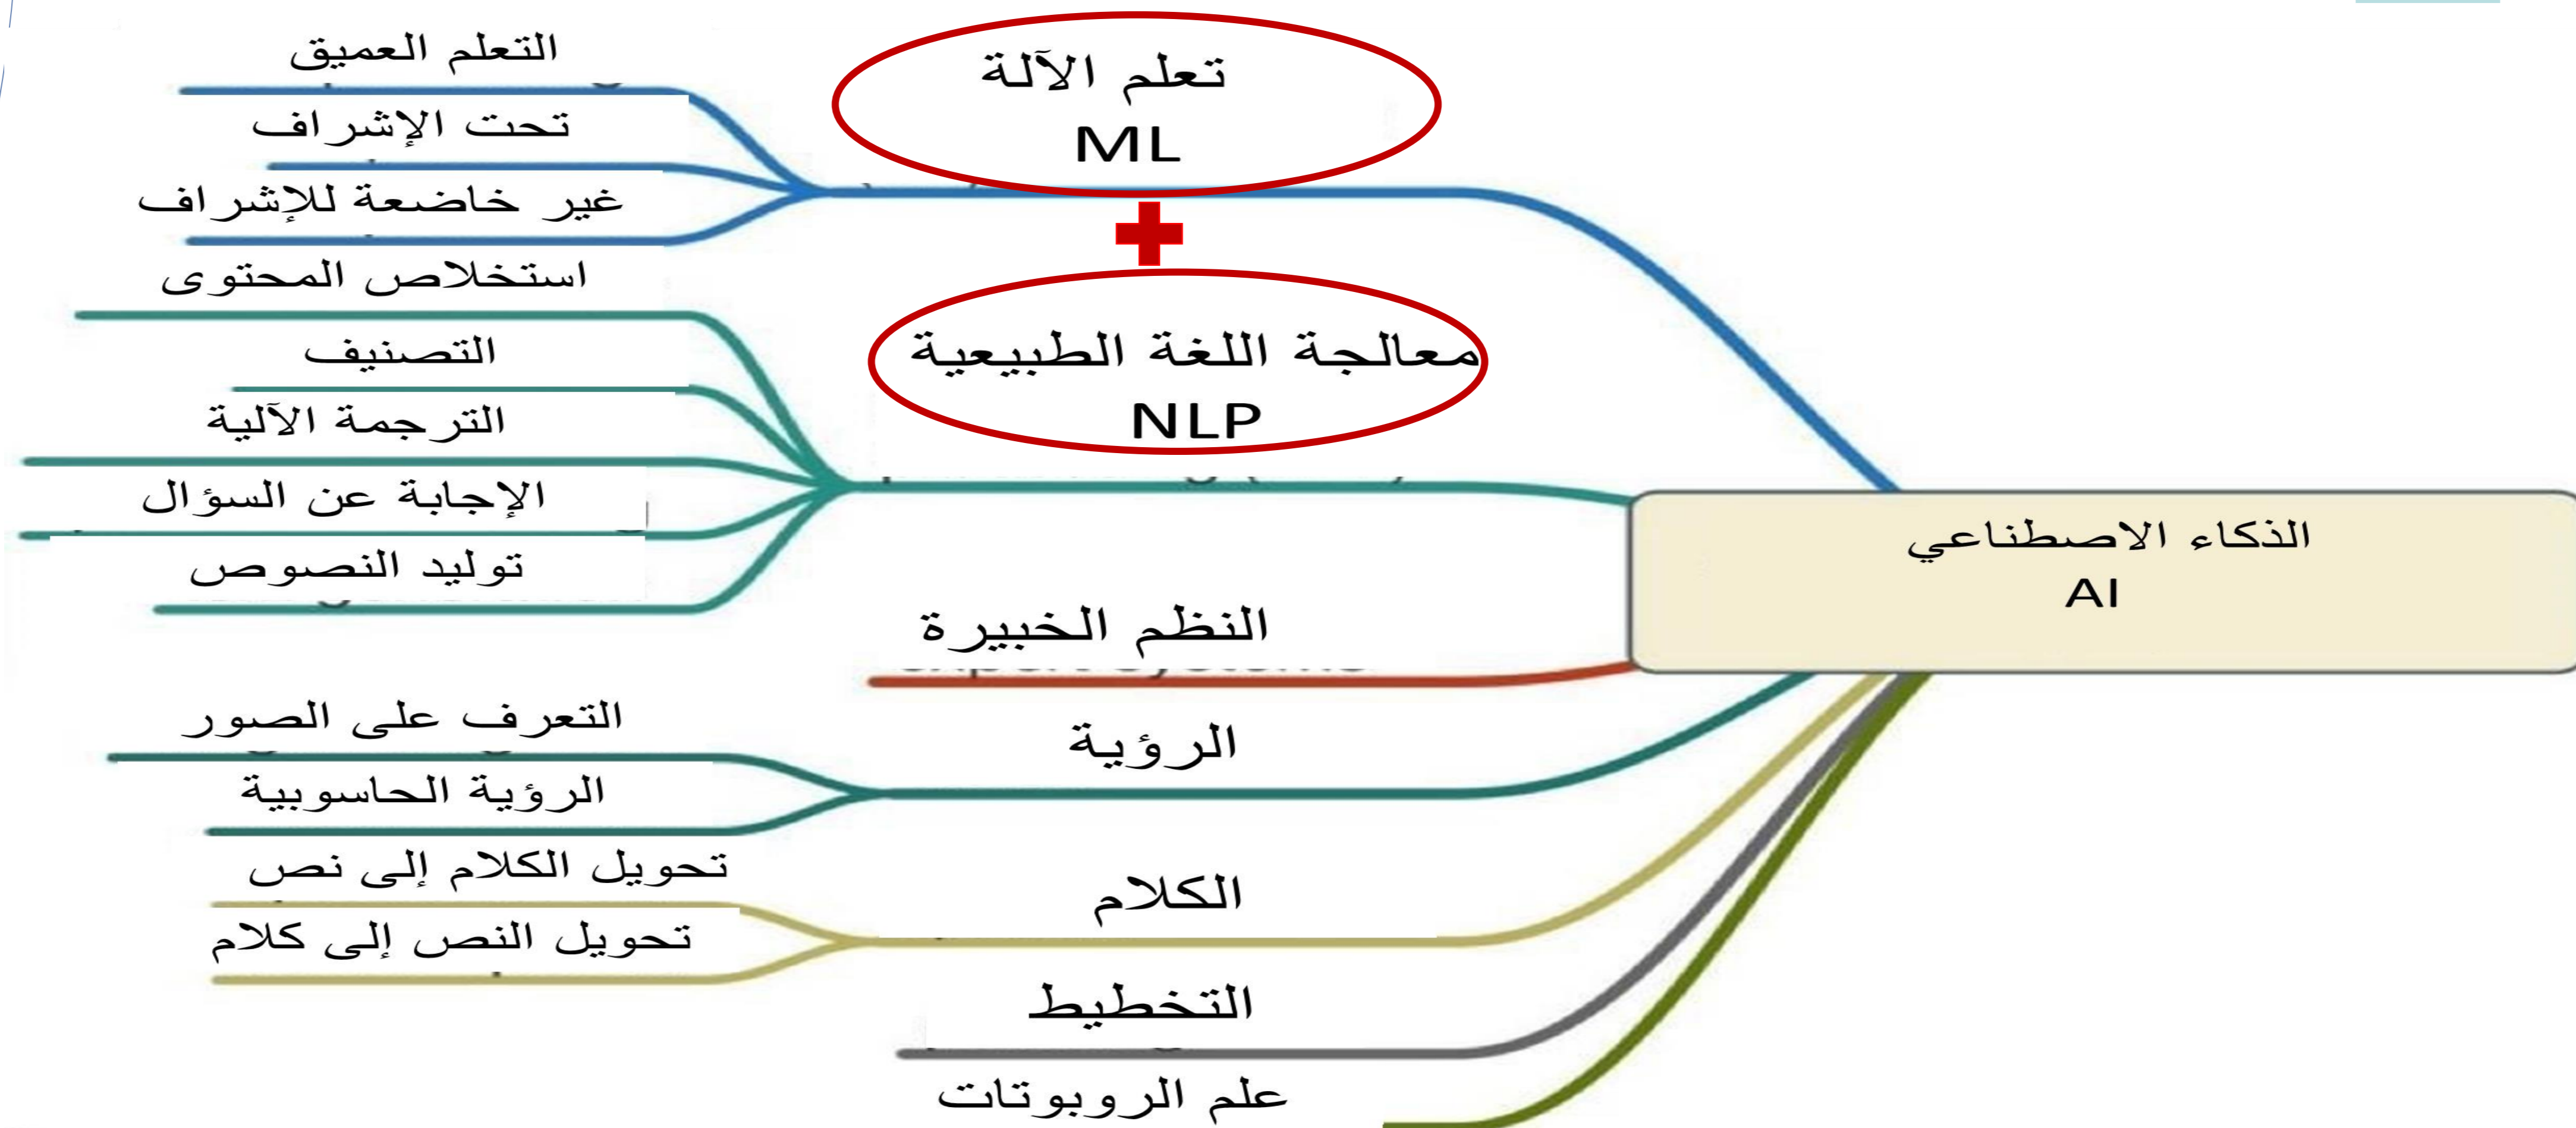 الذكاء الاصطناعي
AI
تعلم الآلة
ML
التعلم العميق
تحت الإشراف
غير خاضعة للإشراف
معالجة اللغة الطبيعية
NLP
استخلاص المحتوى
التصنيف
الترجمة الآلية
الإجابة عن السؤال
توليد النصوص
النظم الخبيرة
الرؤية
التعرف على الصور
الرؤية الحاسوبية
الكلام
تحويل الكلام إلى نص
تحويل النص إلى كلام
التخطيط
علم الروبوتات